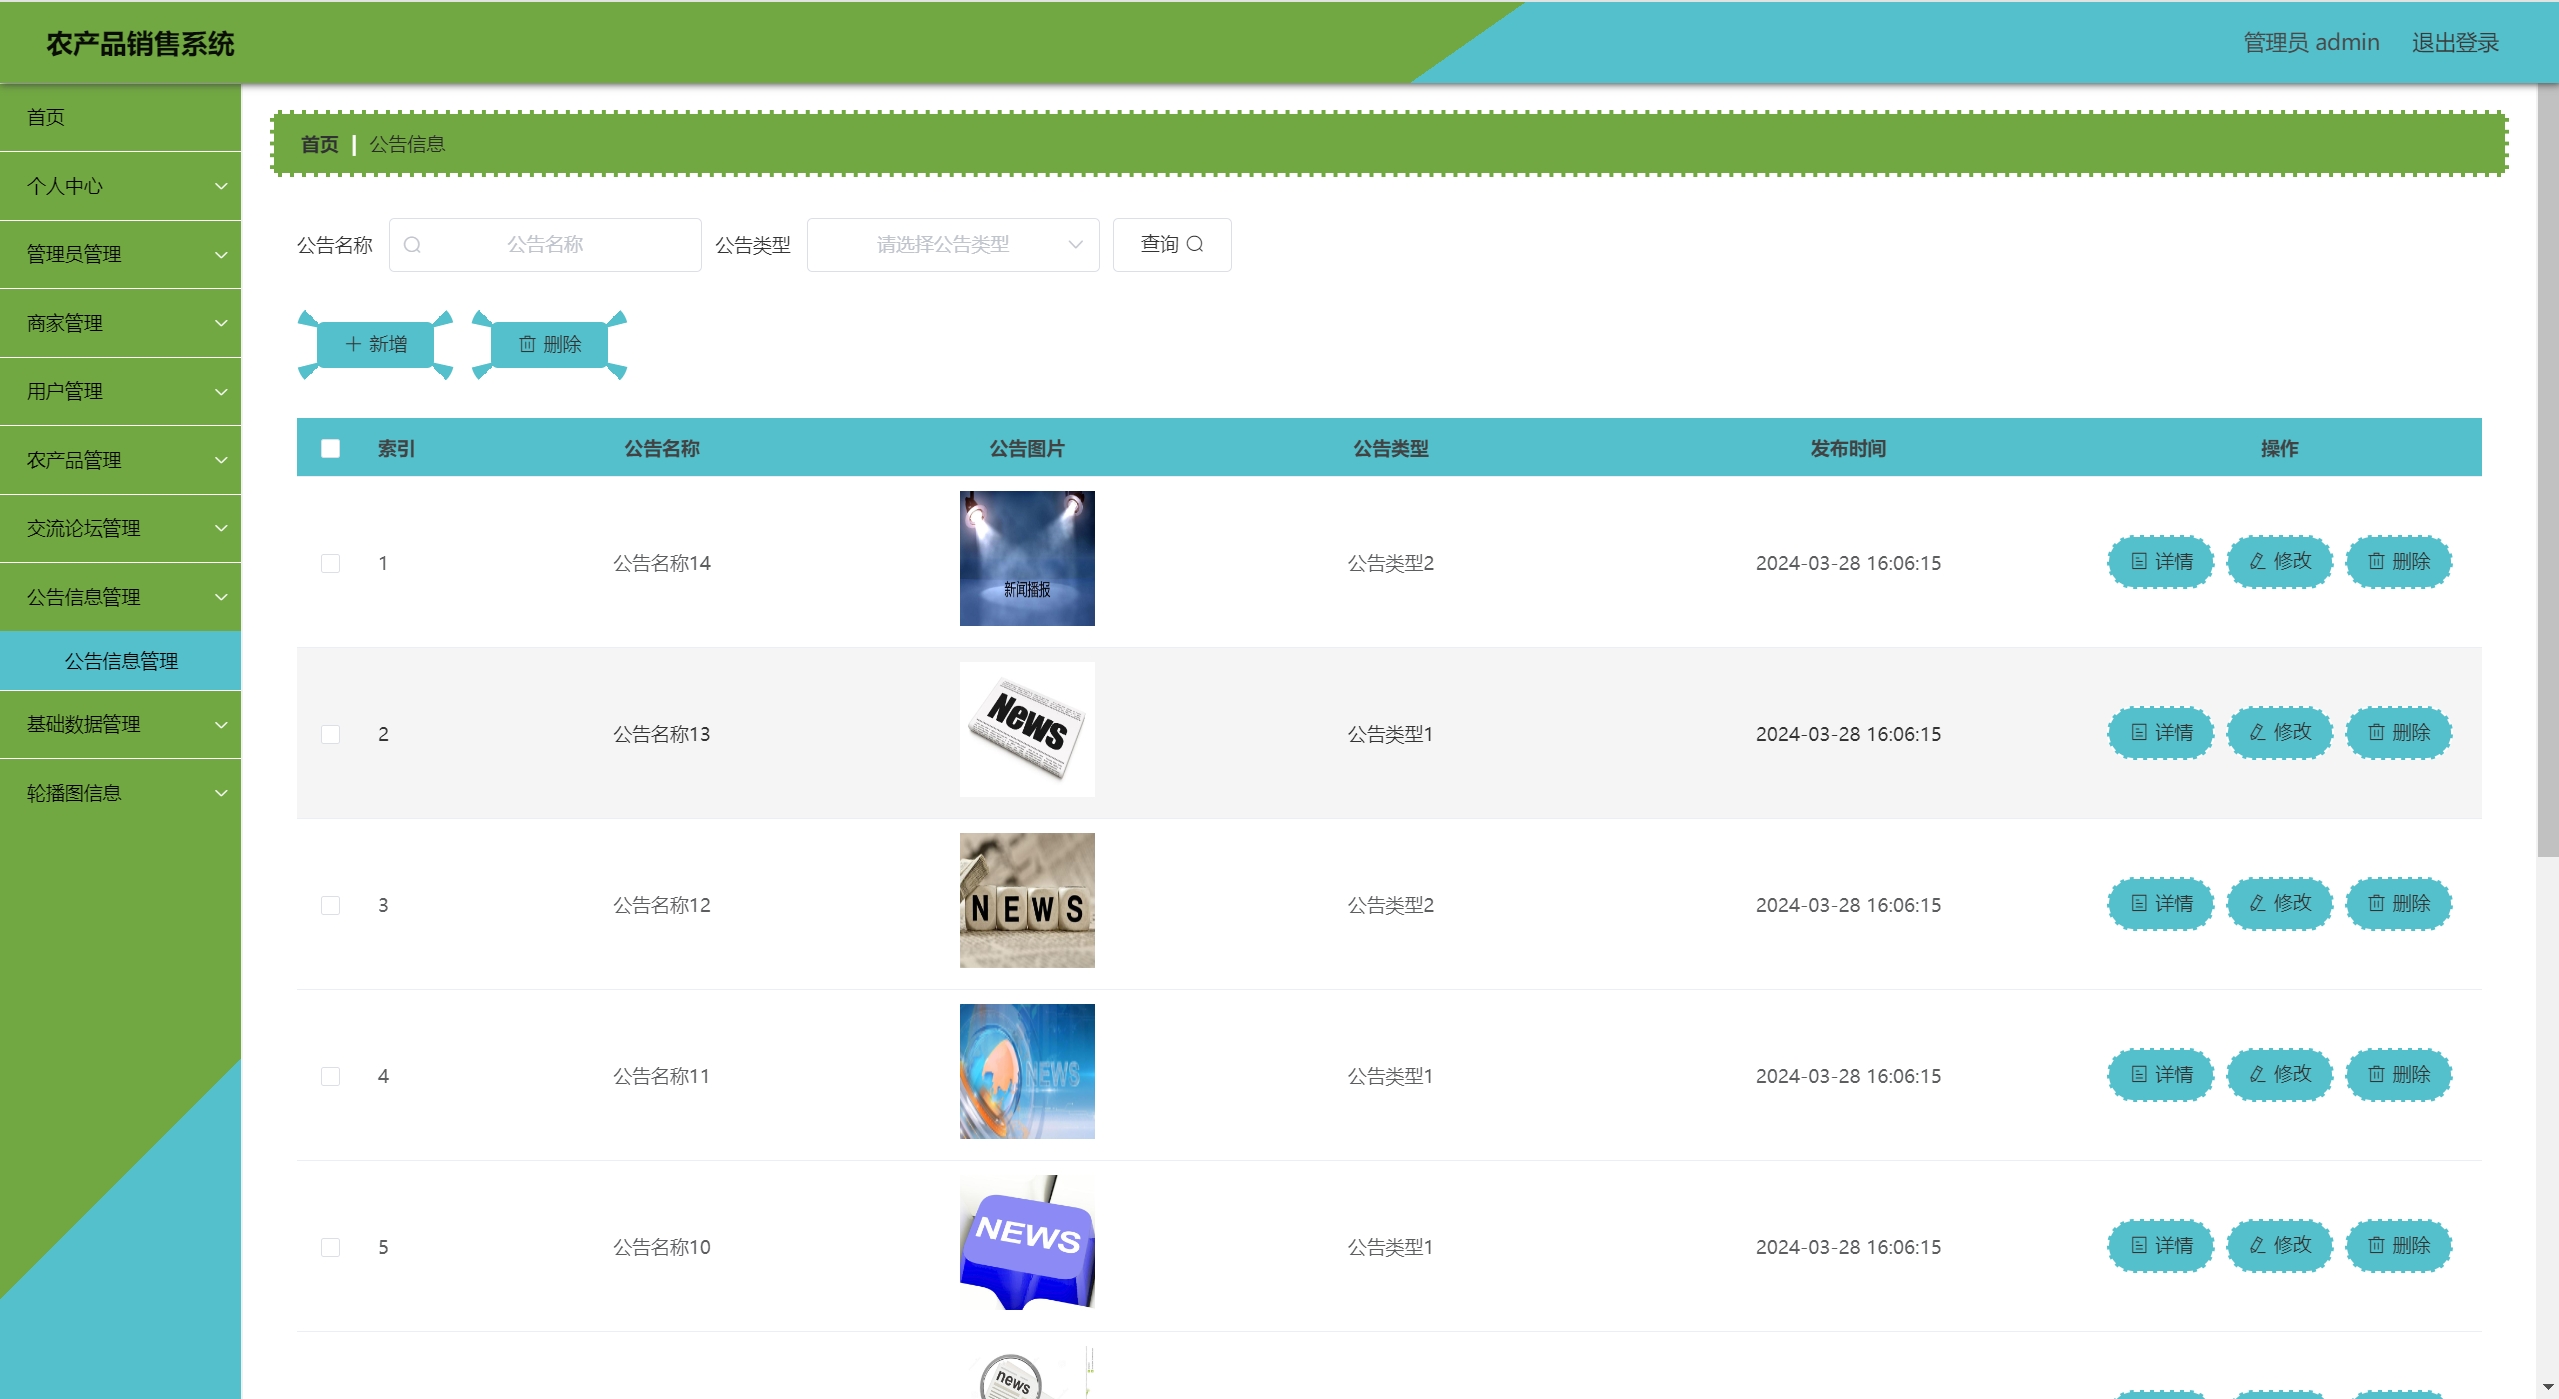 农产品销售系统
管理员 admin 退出登录
首页
个人中心
管理员管理
商家管理
用户管理
农产品管理
交流论坛管理
公告信息管理
公告信息管理
基础数据管理
轮播图信息
首页 | 公告信息
公告名称 公告名称 公告类型 请选择公告类型 查询
新增 删除
索引 公告名称 公告图片 公告类型 发布时间 操作
新闻播报
1 公告名称14 公告类型2 2024-03-28 16:06:15 详情 修改 删除
News
2 公告名称13 公告类型1 2024-03-28 16:06:15 详情 修改 删除
NEWS
3 公告名称12 公告类型2 2024-03-28 16:06:15 详情 修改 删除
NEWS
4 公告名称11 公告类型1 2024-03-28 16:06:15 详情 修改 删除
NEWS
5 公告名称10 公告类型1 2024-03-28 16:06:15 详情 修改 删除
news